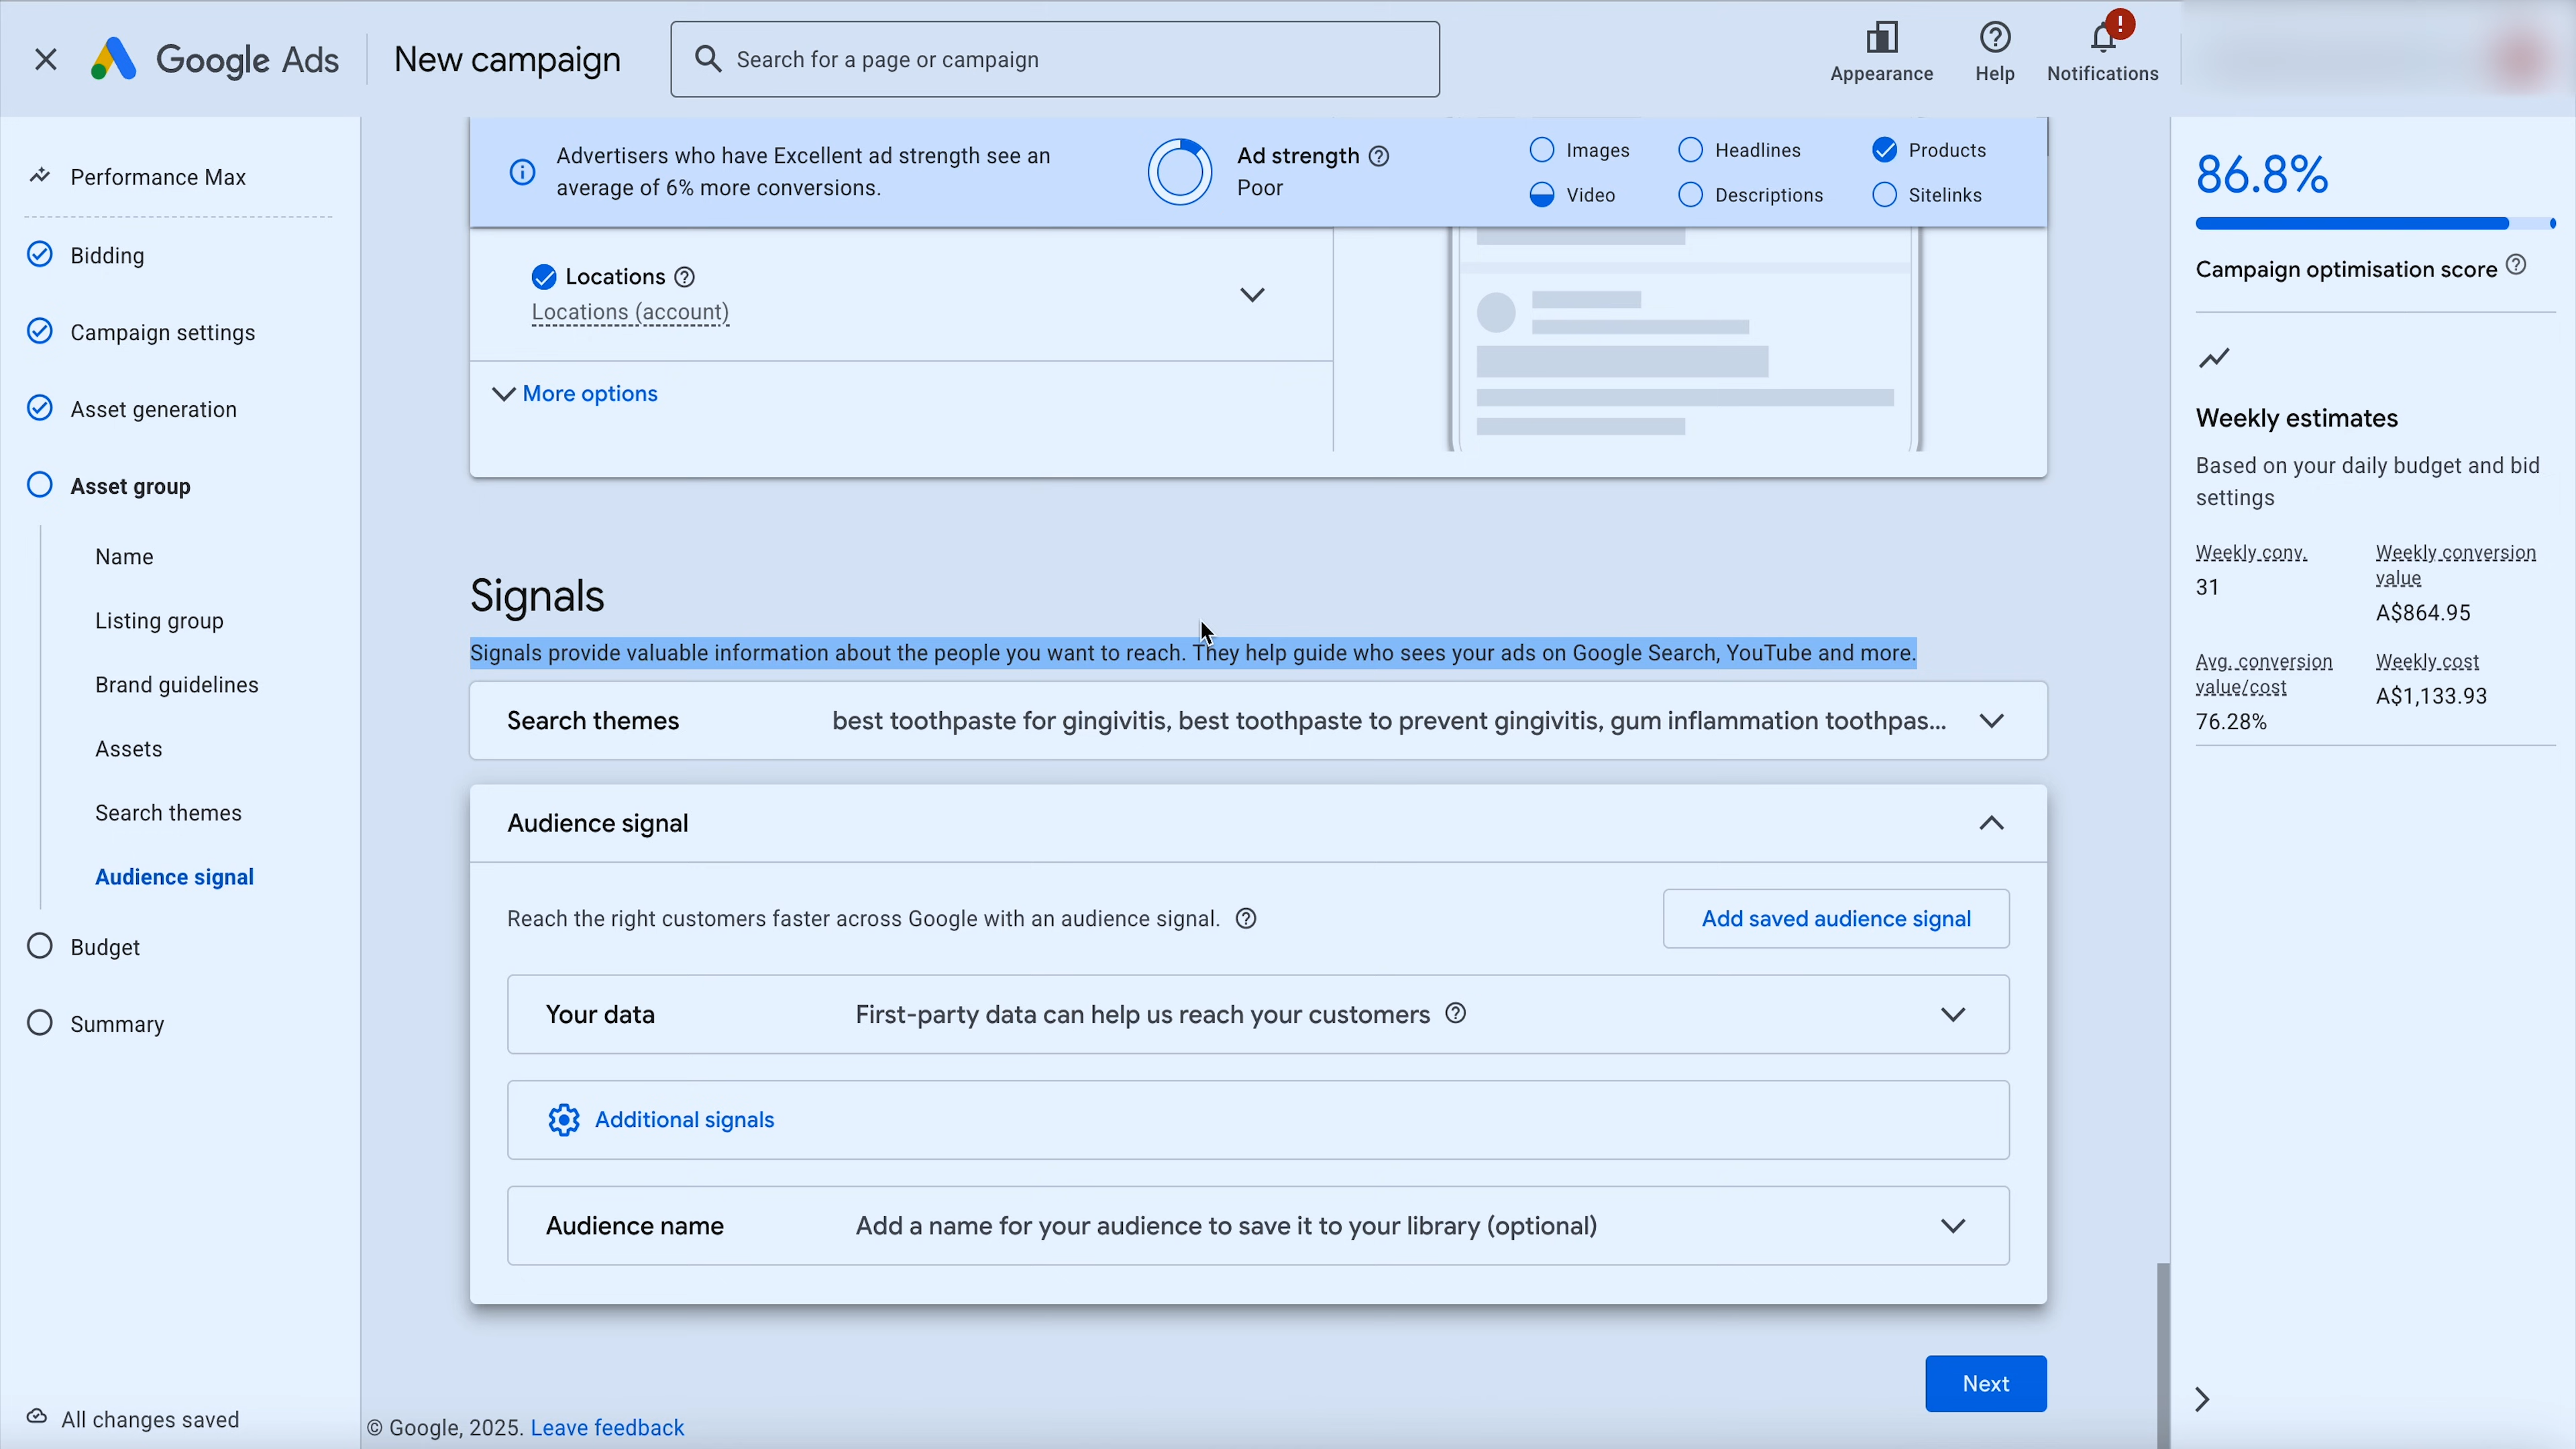 Google Ads
New campaign
Search for a page or campaign
Appearance
Help
!
Notifications
Performance Max
Bidding
Campaign settings
Asset generation
Asset group
Name
Listing group
Brand guidelines
Assets
Search themes
Audience signal
Budget
Summary
All changes saved
Advertisers who have Excellent ad strength see an
average of 6% more conversions.
Ad strength
Poor
Images
Headlines
Products
Video
Descriptions
Sitelinks
Locations
Locations (account)
More options
Signals
Signals provide valuable information about the people you want to reach. They help guide who sees your ads on Google Search, YouTube and more.
Search themes best toothpaste for gingivitis, best toothpaste to prevent gingivitis, gum inflammation toothpas...
Audience signal
Reach the right customers faster across Google with an audience signal.
Add saved audience signal
Your data First-party data can help us reach your customers
Additional signals
Audience name Add a name for your audience to save it to your library (optional)
Next
© Google, 2025. Leave feedback
86.8%
Campaign optimisation score
Weekly estimates
Based on your daily budget and bid
settings
Weekly conv.
31
Weekly conversion
value
A$864.95
Avg. conversion
value/cost
76.28%
Weekly cost
A$1,133.93